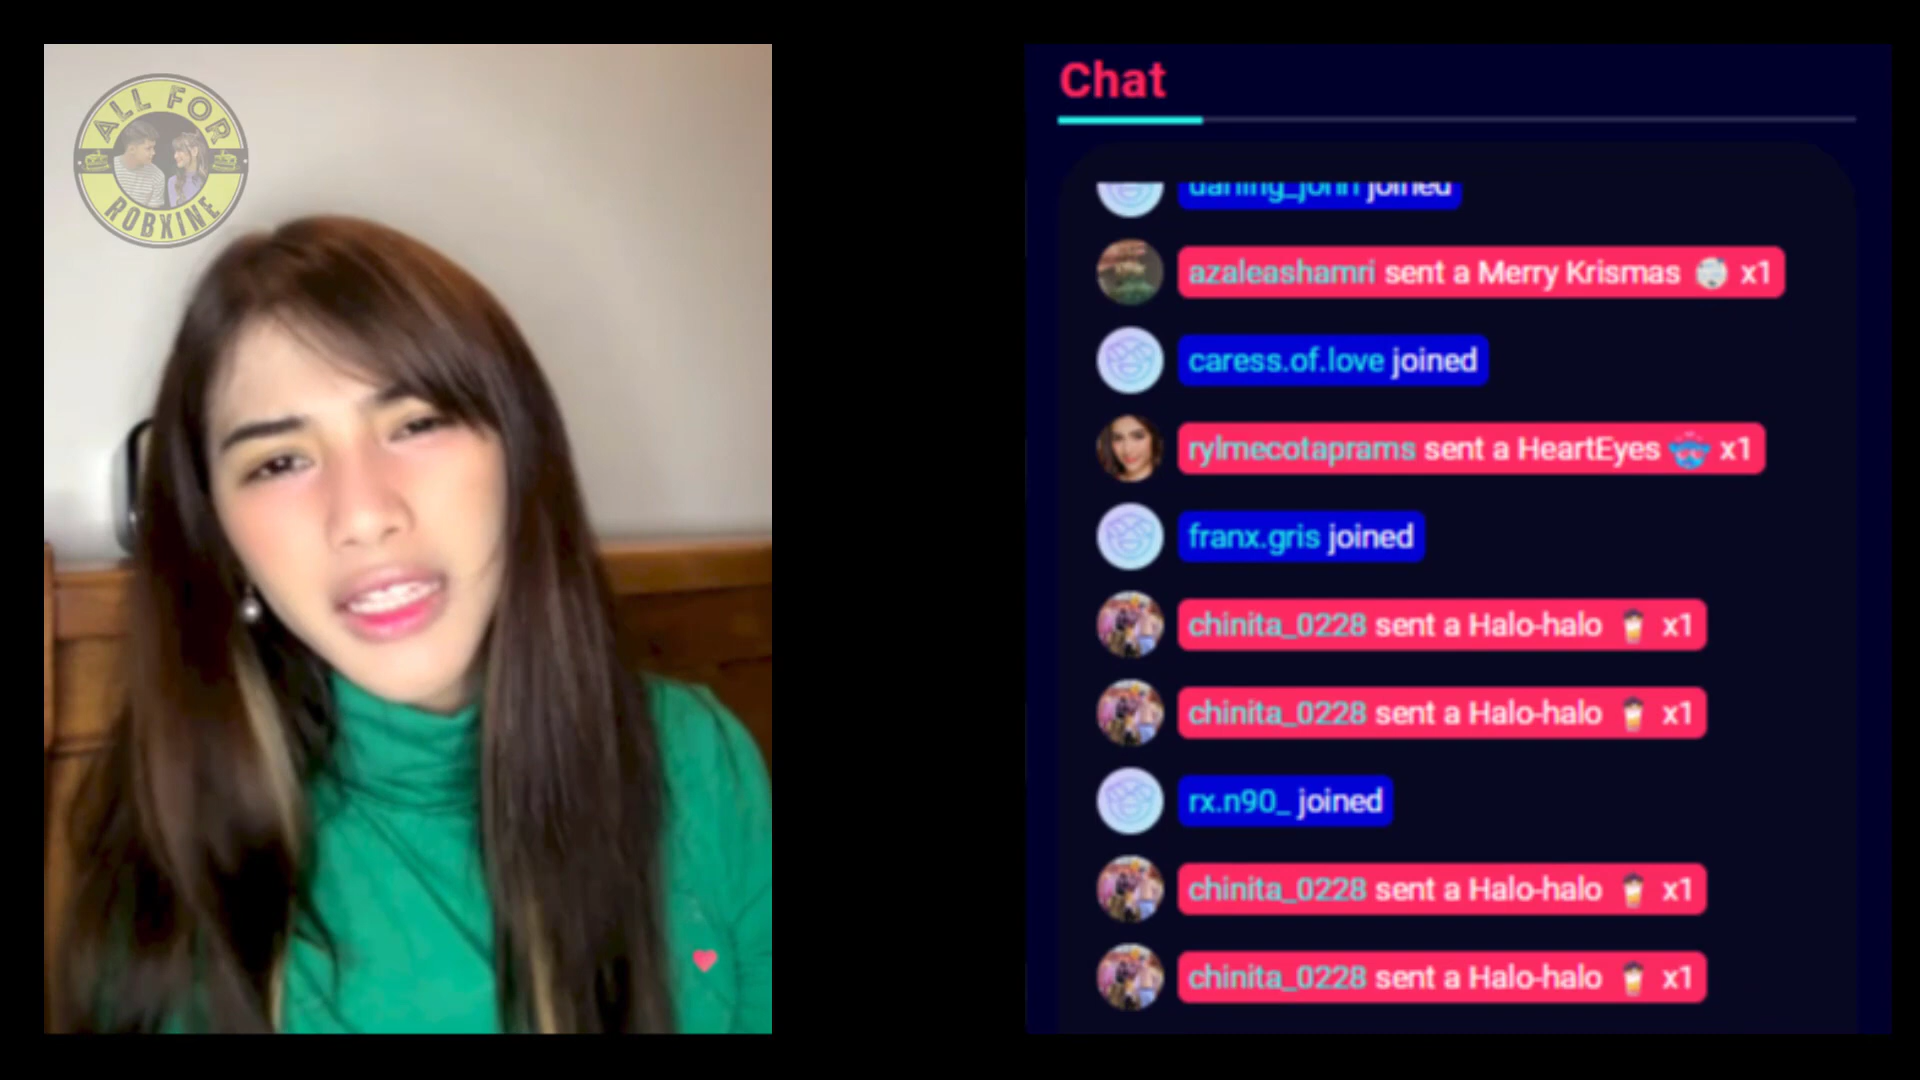 ALL FOR
ROBXINE
Chat
darling_john joined
azaleashamri sent a Merry Krismas x1
caress.of.love joined
rylmecotaprams sent a HeartEyes x1
franx.gris joined
chinita_0228 sent a Halo-halo x1
chinita_0228 sent a Halo-halo x1
rx.n90_ joined
chinita_0228 sent a Halo-halo x1
chinita_0228 sent a Halo-halo x1